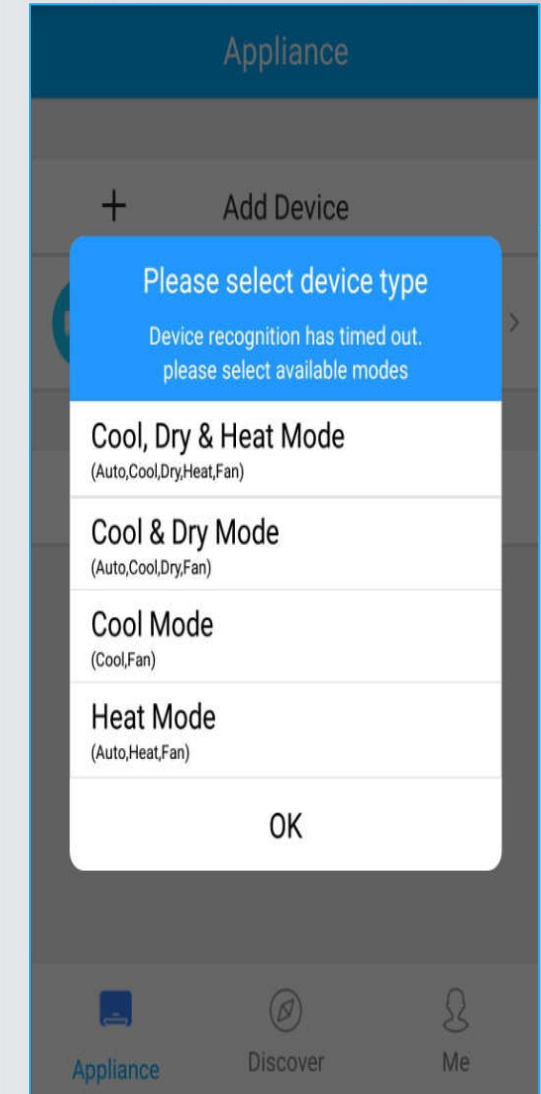 Appliance
+ Add Device
Please select device type
Device recognition has timed out.
please select available modes
>
Cool, Dry & Heat Mode
(Auto,Cool,Dry,Heat,Fan)
Cool & Dry Mode
(Auto,Cool,Dry,Fan)
Cool Mode
(Cool,Fan)
Heat Mode
(Auto,Heat,Fan)
OK
Appliance
Discover
Me